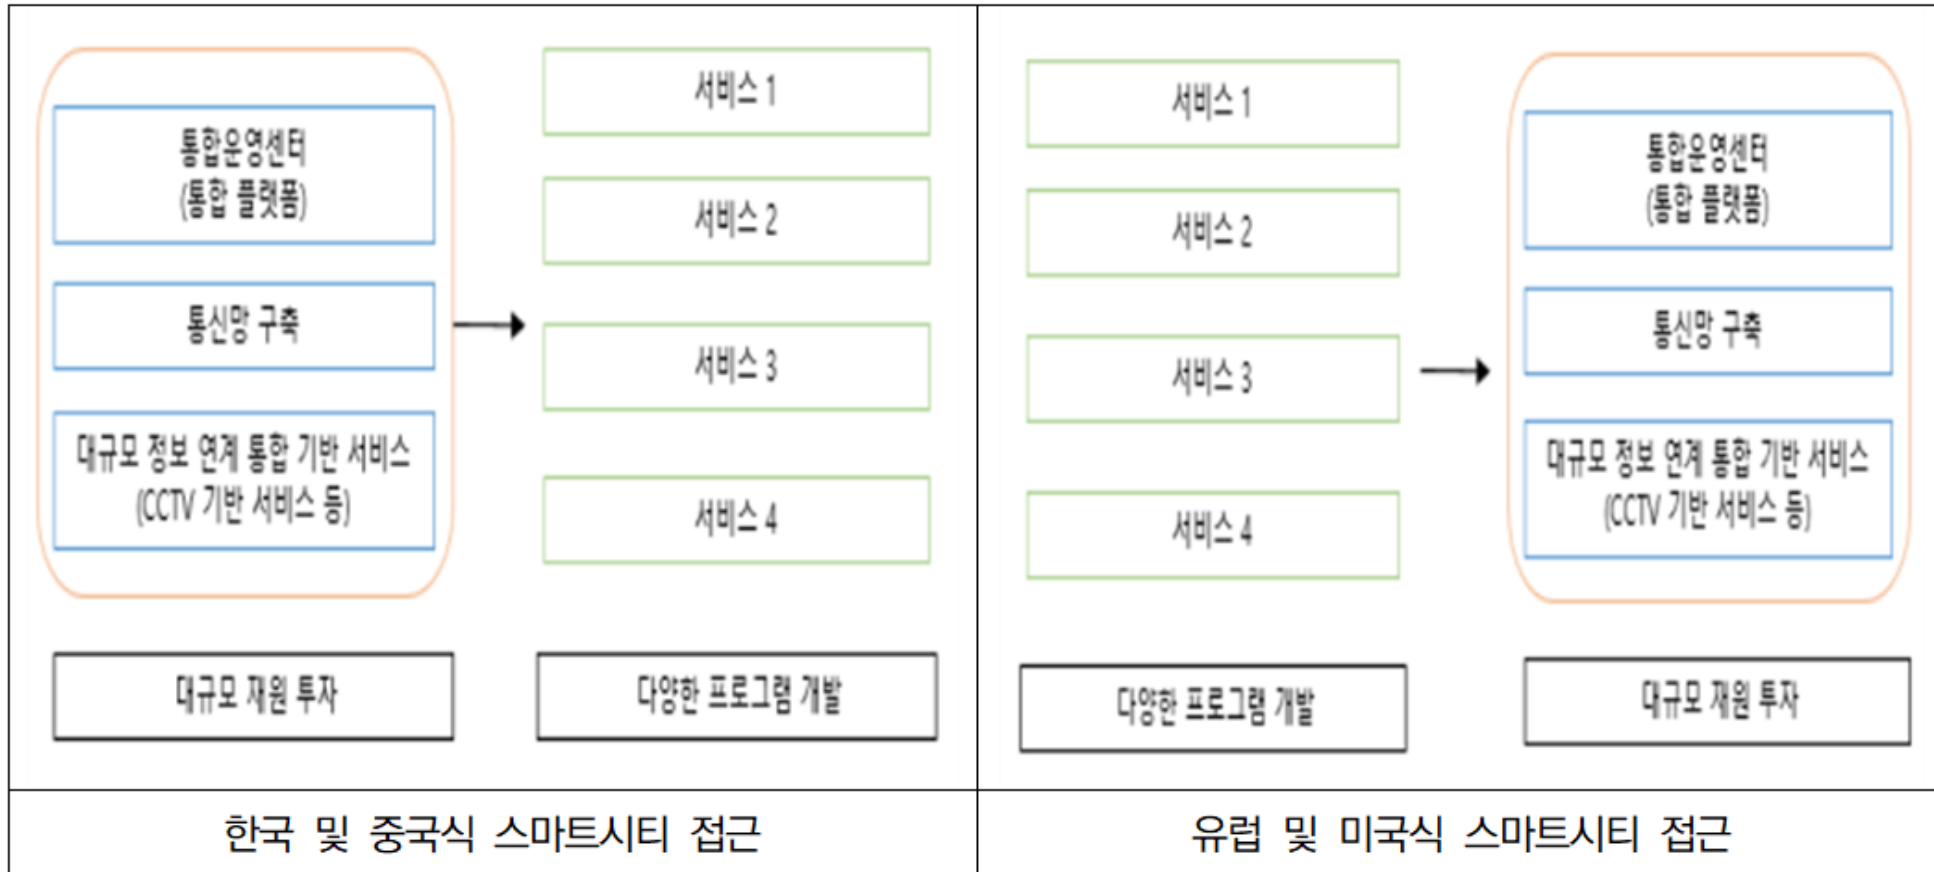 통합운영센터
(통합 플랫폼)
통신망 구축
대규모 정보 연계 통합 기반 서비스
(CCTV 기반 서비스 등)
대규모 재원 투자
서비스 1
서비스 2
서비스 3
서비스 4
다양한 프로그램 개발
한국 및 중국식 스마트시티 접근
서비스 1
서비스 2
서비스 3
서비스 4
다양한 프로그램 개발
통합운영센터
(통합 플랫폼)
통신망 구축
대규모 정보 연계 통합 기반 서비스
(CCTV 기반 서비스 등)
대규모 재원 투자
유럽 및 미국식 스마트시티 접근